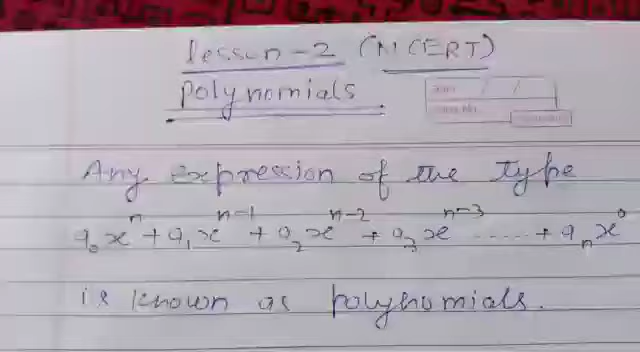 lesson-2 (NCERT)
polynomials
Any expression of the type
a₀xⁿ + a₁xⁿ⁻¹ + a₂xⁿ⁻² + a₃xⁿ⁻³ ...... + aₙx⁰
is known as polynomials.